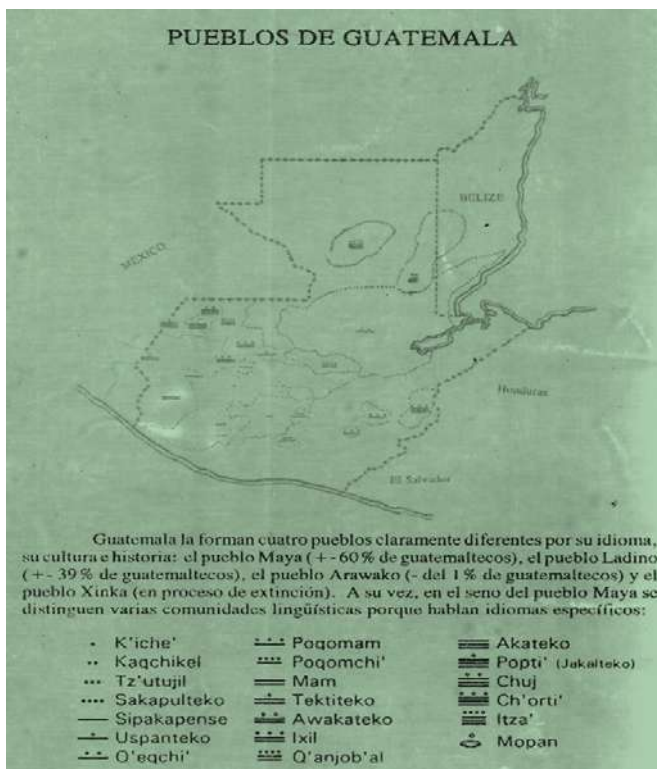 PUEBLOS DE GUATEMALA
BELIZE
MEXICO
Honduras
El Salvador
Guatemala la forman cuatro pueblos claramente diferentes por su idioma,
su cultura e historia: el pueblo Maya (+-60% de guatemaltecos), el pueblo Ladino
(+- 39% de guatemaltecos), el pueblo Arawako (- del 1% de guatemaltecos) y el
pueblo Xinka (en proceso de extinción). A su vez, en el seno del pueblo Maya se
distinguen varias comunidades lingüísticas porque hablan idiomas específicos:
K'iche'
Kaqchikel
Tz'utujil
Sakapulteko
Sipakapense
Uspanteko
Q'eqchi'
Poqomam
Poqomchi'
Mam
Tektiteko
Awakateko
Ixil
Q'anjob'al
Akateko
Popti' (Jakalteko)
Chuj
Ch'orti'
Itza'
Mopan